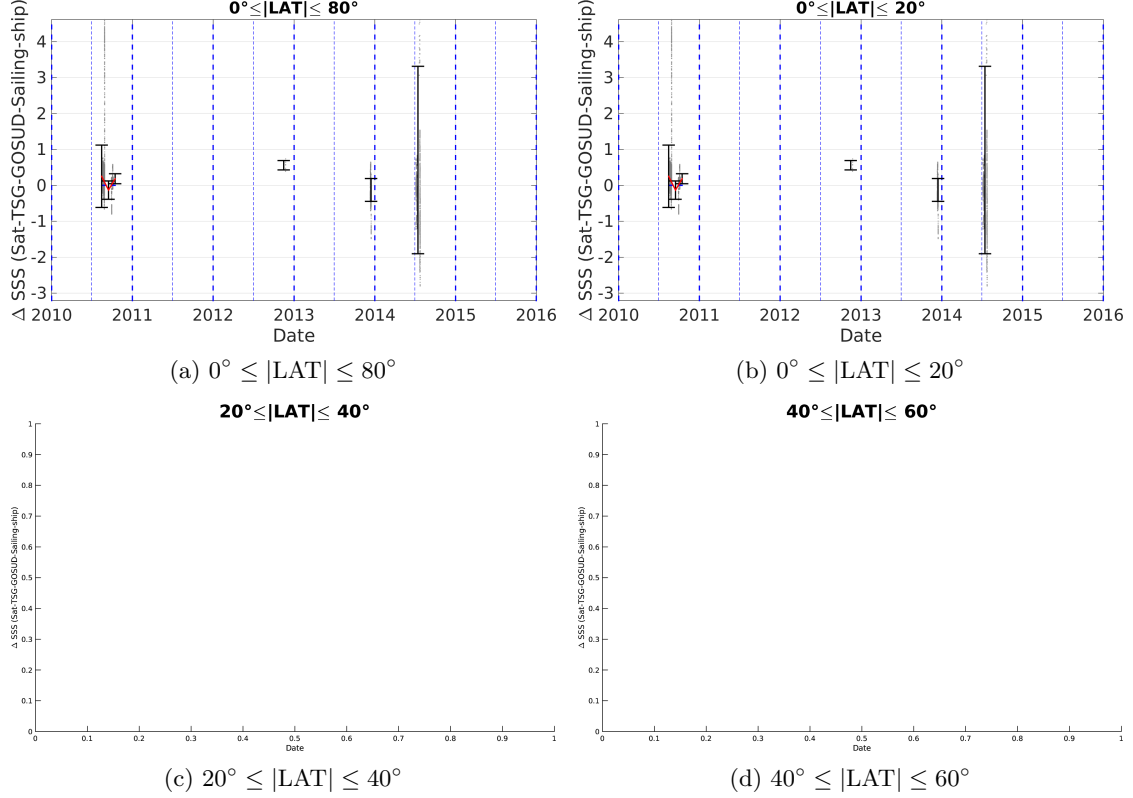 0°≤|LAT|≤ 80°
Δ SSS (Sat-TSG-GOSUD-Sailing-ship)
4
3
2
1
0
-1
-2
-3
2010 2011 2012 2013 2014 2015 2016
Date
(a) 0° ≤ |LAT| ≤ 80°
0°≤|LAT|≤ 20°
Δ SSS (Sat-TSG-GOSUD-Sailing-ship)
4
3
2
1
0
-1
-2
-3
2010 2011 2012 2013 2014 2015 2016
Date
(b) 0° ≤ |LAT| ≤ 20°
20°≤|LAT|≤ 40°
Δ SSS (Sat-TSG-GOSUD-Sailing-ship)
1
0.9
0.8
0.7
0.6
0.5
0.4
0.3
0.2
0.1
0
0 0.1 0.2 0.3 0.4 0.5 0.6 0.7 0.8 0.9 1
Date
(c) 20° ≤ |LAT| ≤ 40°
40°≤|LAT|≤ 60°
Δ SSS (Sat-TSG-GOSUD-Sailing-ship)
1
0.9
0.8
0.7
0.6
0.5
0.4
0.3
0.2
0.1
0
0 0.1 0.2 0.3 0.4 0.5 0.6 0.7 0.8 0.9 1
Date
(d) 40° ≤ |LAT| ≤ 60°